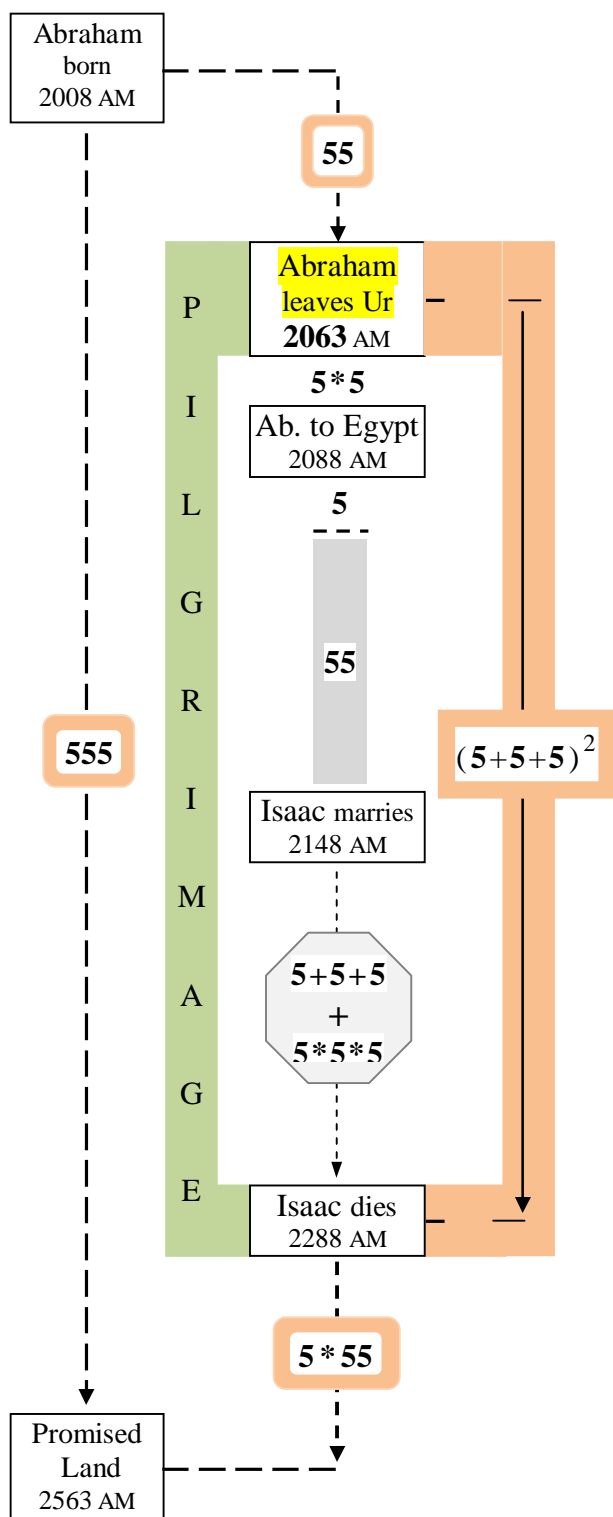 Abraham
born
2008 AM
55
Abraham
leaves Ur
2063 AM
5*5
Ab. to Egypt
2088 AM
5
55
Isaac marries
2148 AM
5+5+5
+
5*5*5
Isaac dies
2288 AM
5 * 55
Promised
Land
2563 AM
555
(5+5+5)²
P
I
L
G
R
I
M
A
G
E